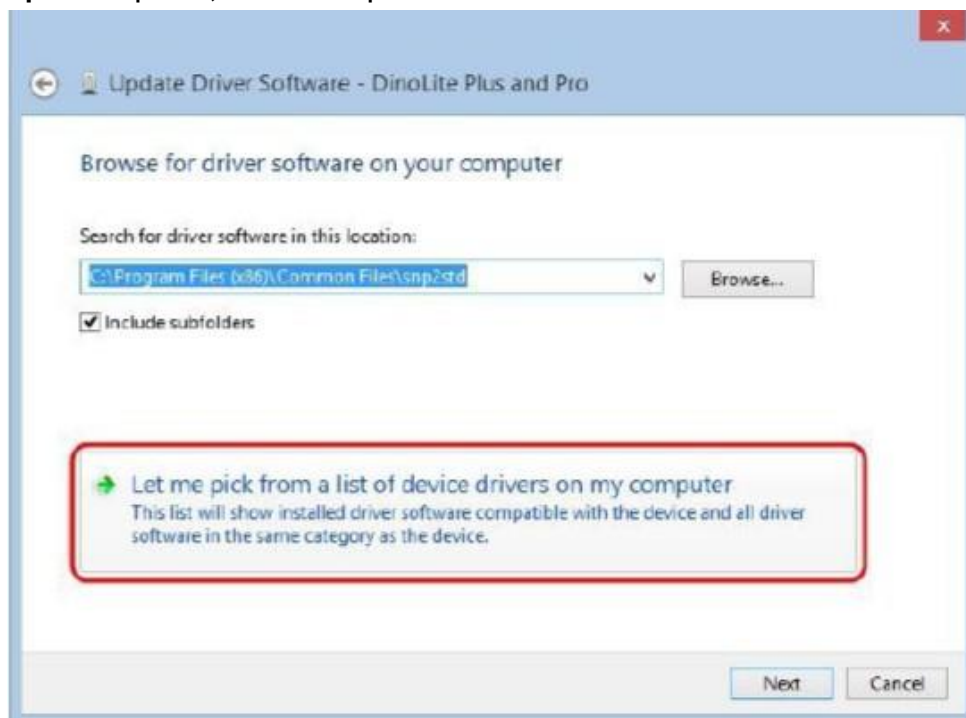 Update Driver Software - DinoLite Plus and Pro
Browse for driver software on your computer
Search for driver software in this location:
C:\Program Files (x86)\Common Files\snp2std
Browse...
Include subfolders
Let me pick from a list of device drivers on my computer
This list will show installed driver software compatible with the device and all driver
software in the same category as the device.
Next
Cancel